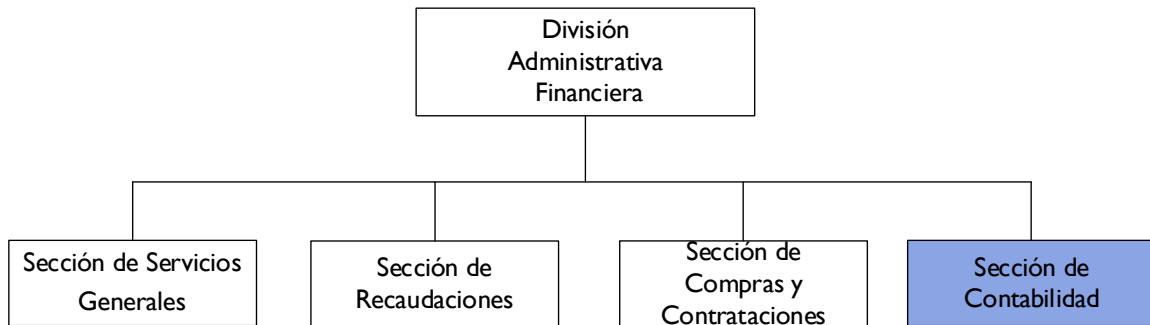 División
Administrativa
Financiera
Sección de Servicios
Generales
Sección de
Recaudaciones
Sección de
Compras y
Contrataciones
Sección de
Contabilidad